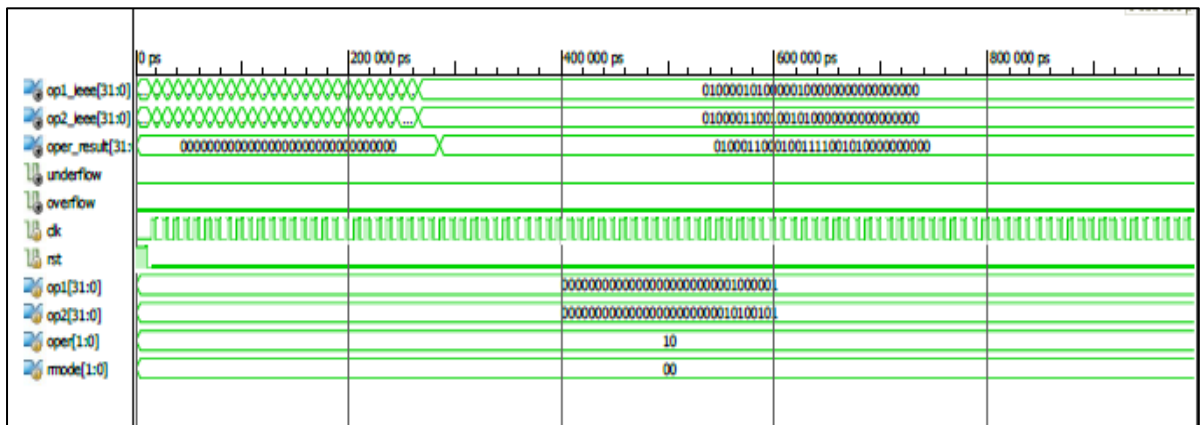 0 ps 200 000 ps 400 000 ps 600 000 ps 800 000 ps
op1_ieee[31:0] 01000010100000100000000000000000
op2_ieee[31:0] ... 01000011001001010000000000000000
oper_result[31: 00000000000000000000000000000000 01000110001001111001010000000000
underflow
overflow
clk
rst
op1[31:0] 00000000000000000000000001000001
op2[31:0] 00000000000000000000000010100101
oper[1:0] 10
rmode[1:0] 00